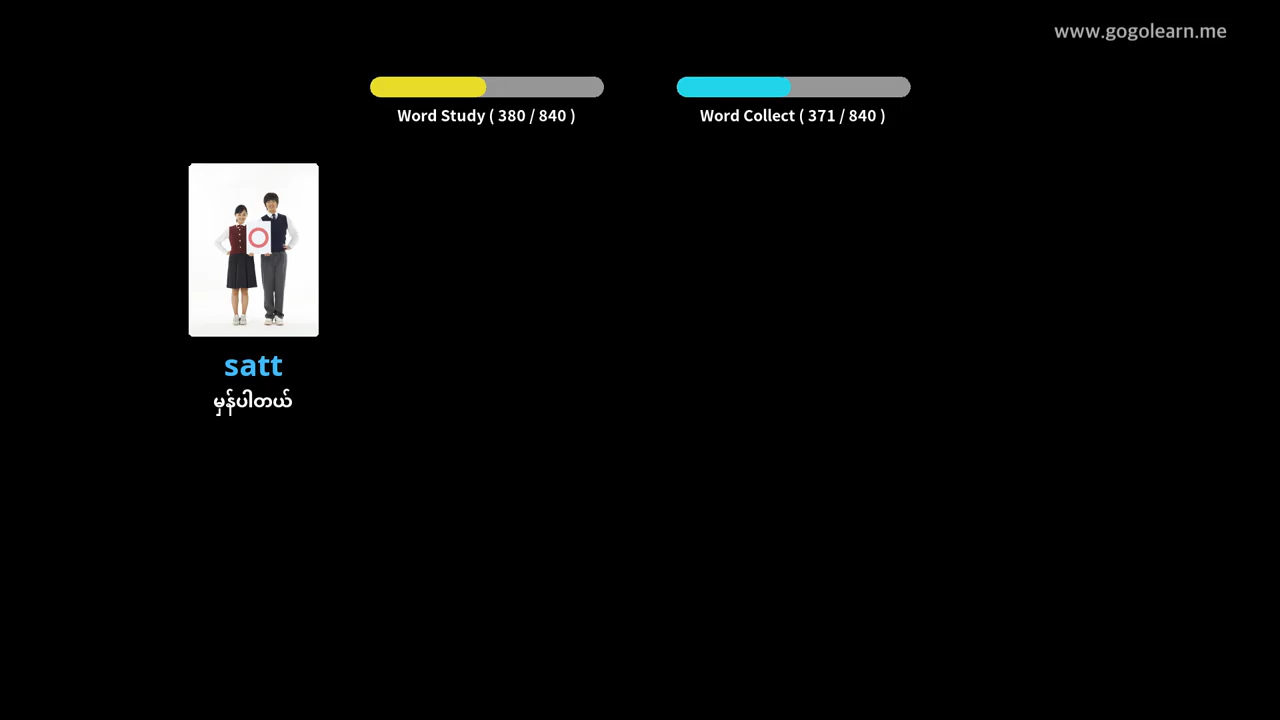 www.gogolearn.me
Word Study ( 380 / 840 )
Word Collect ( 371 / 840 )
satt
မှန်ပါတယ်